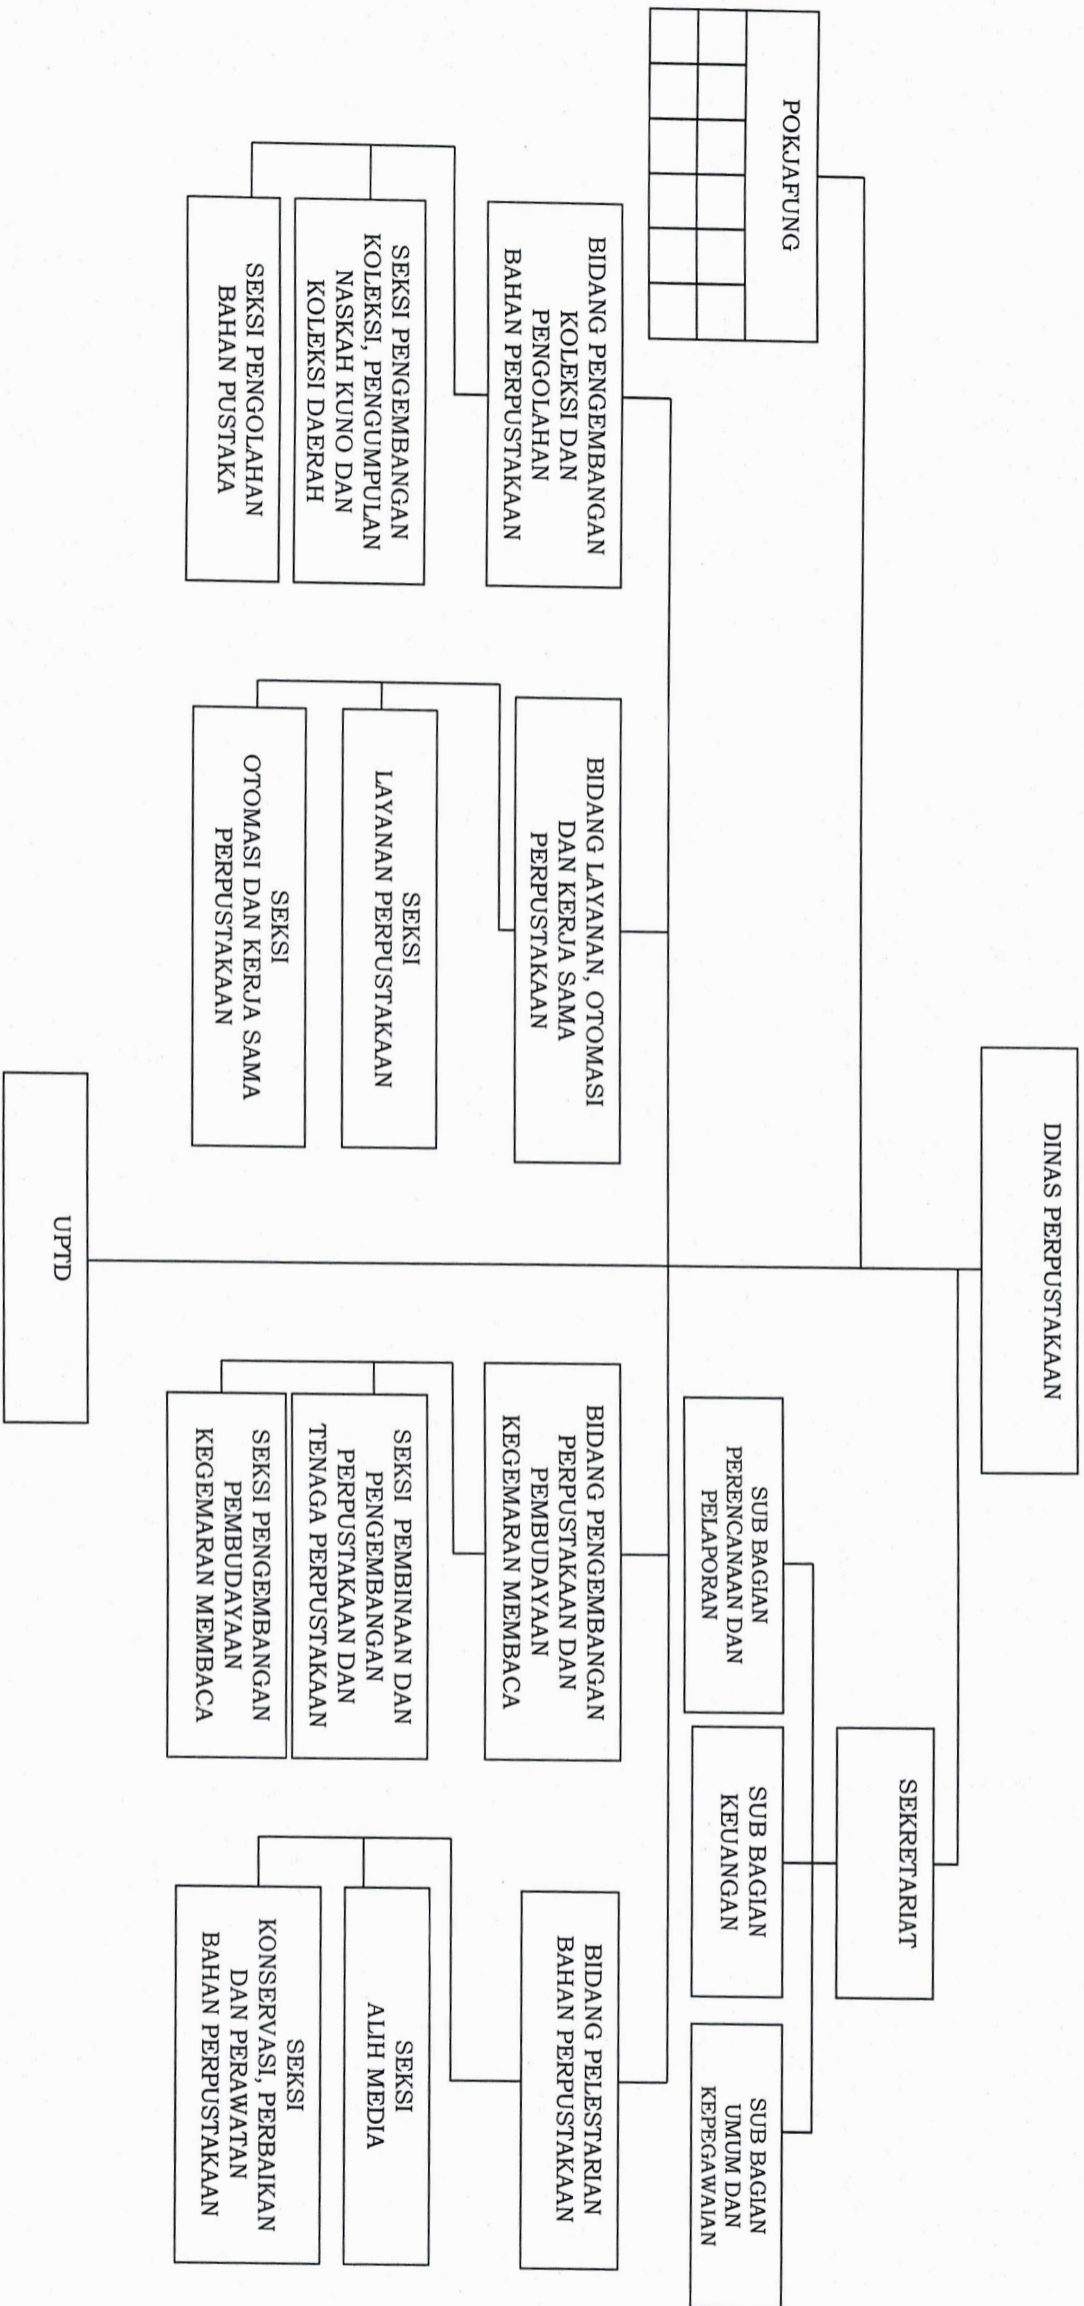 DINAS PERPUSTAKAAN
SEKRETARIAT
POKJAFUNG
SUB BAGIAN
PERENCANAAN DAN
PELAPORAN
SUB BAGIAN
KEUANGAN
SUB BAGIAN
UMUM DAN
KEPEGAWAIAN
BIDANG PENGEMBANGAN
KOLEKSI DAN
PENGOLAHAN
BAHAN PERPUSTAKAAN
SEKSI PENGEMBANGAN
KOLEKSI, PENGUMPULAN
NASKAH KUNO DAN
KOLEKSI DAERAH
SEKSI PENGOLAHAN
BAHAN PUSTAKA
BIDANG LAYANAN, OTOMASI
DAN KERJA SAMA
PERPUSTAKAAN
SEKSI
LAYANAN PERPUSTAKAAN
SEKSI
OTOMASI DAN KERJA SAMA
PERPUSTAKAAN
BIDANG PENGEMBANGAN
PERPUSTAKAAN DAN
PEMBUDAYAAN
KEGEMARAN MEMBACA
SEKSI PEMBINAAN DAN
PENGEMBANGAN
PERPUSTAKAAN DAN
TENAGA PERPUSTAKAAN
SEKSI PENGEMBANGAN
PEMBUDAYAAN
KEGEMARAN MEMBACA
BIDANG PELESTARIAN
BAHAN PERPUSTAKAAN
SEKSI
ALIH MEDIA
SEKSI
KONSERVASI, PERBAIKAN
DAN PERAWATAN
BAHAN PERPUSTAKAAN
UPTD